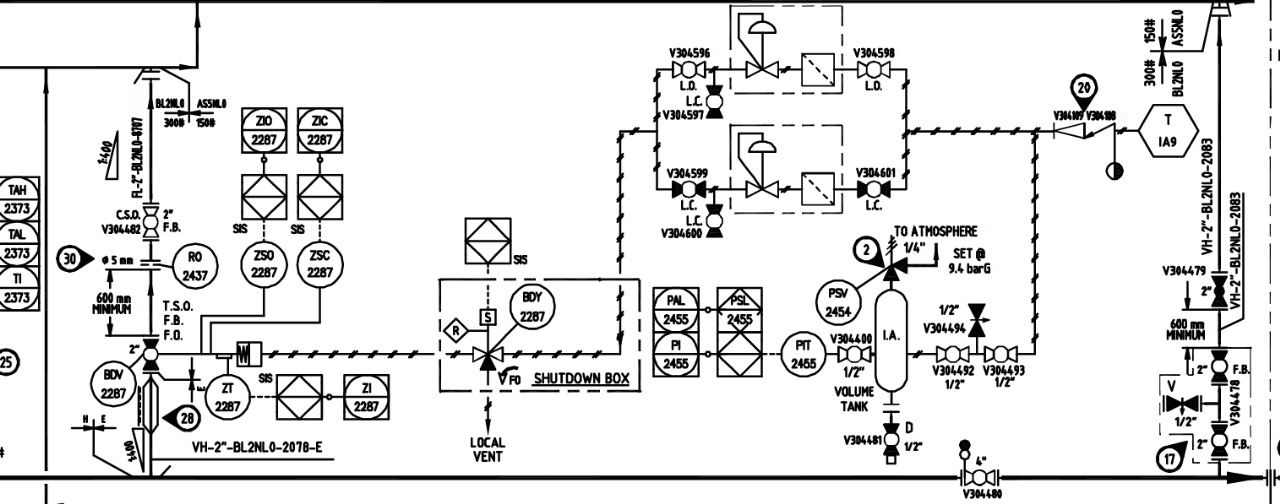 TAH
2373
TAL
2373
TI
2373
25
BL2NL0
ASSNL0
300#
150#
1:400
FL-2"-BL2NL0-8707
C.S.O.
V304482
2"
F.B.
30
ϕ 5 mm
RO
2437
600 mm
MINIMUM
T.S.O.
F.B.
F.O.
2"
BDV
2287
H
E
28
VH-2"-BL2NL0-2078-E
ZIO
2287
ZIC
2287
SIS
SIS
ZSO
2287
ZSC
2287
ZT
2287
SIS
ZI
2287
SIS
S
R
BDY
2287
FO
SHUTDOWN BOX
LOCAL
VENT
V304596
L.O.
L.C.
V304597
V304598
L.O.
V304599
L.C.
L.C.
V304600
V304601
L.C.
TO ATMOSPHERE
1/4"
SET @
9.4 barG
2
PSV
2454
I.A.
PAL
2455
PSL
2455
PI
2455
PIT
2455
V304400
1/2"
VOLUME
TANK
1/2"
V304494
V304492
1/2"
V304493
1/2"
D
V304481
1/2"
4"
V304480
20
V304109
V304108
T
IA9
150#
ASSNL0
300#
BL2NL0
VH-2"-BL2NL0-2083
VH-2"-BL2NL0-2083
V304479
2"
600 mm
MINIMUM
2"
F.B.
V304478
V
1/2"
2"
F.B.
17